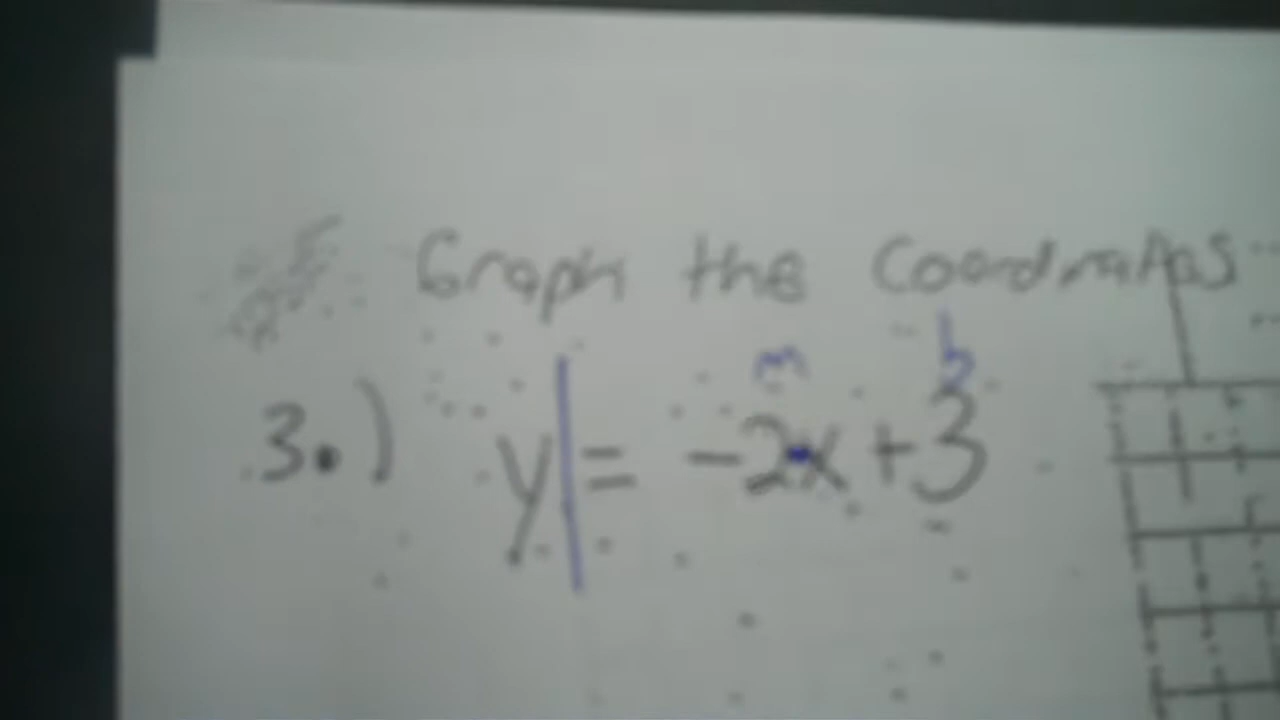 Graph the Coordinates
m b
3.) y = -2x + 3